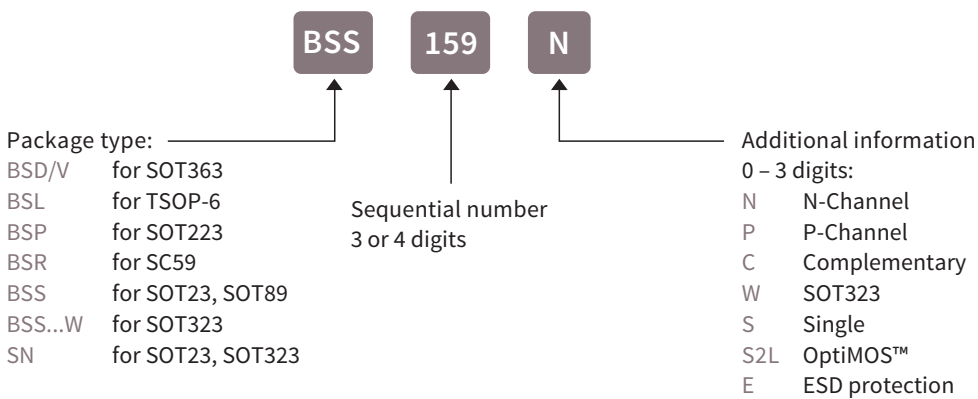 BSS 159 N
Package type:
BSD/V for SOT363
BSL for TSOP-6
BSP for SOT223
BSR for SC59
BSS for SOT23, SOT89
BSS...W for SOT323
SN for SOT23, SOT323
Sequential number
3 or 4 digits
Additional information
0 – 3 digits:
N N-Channel
P P-Channel
C Complementary
W SOT323
S Single
S2L OptiMOS™
E ESD protection